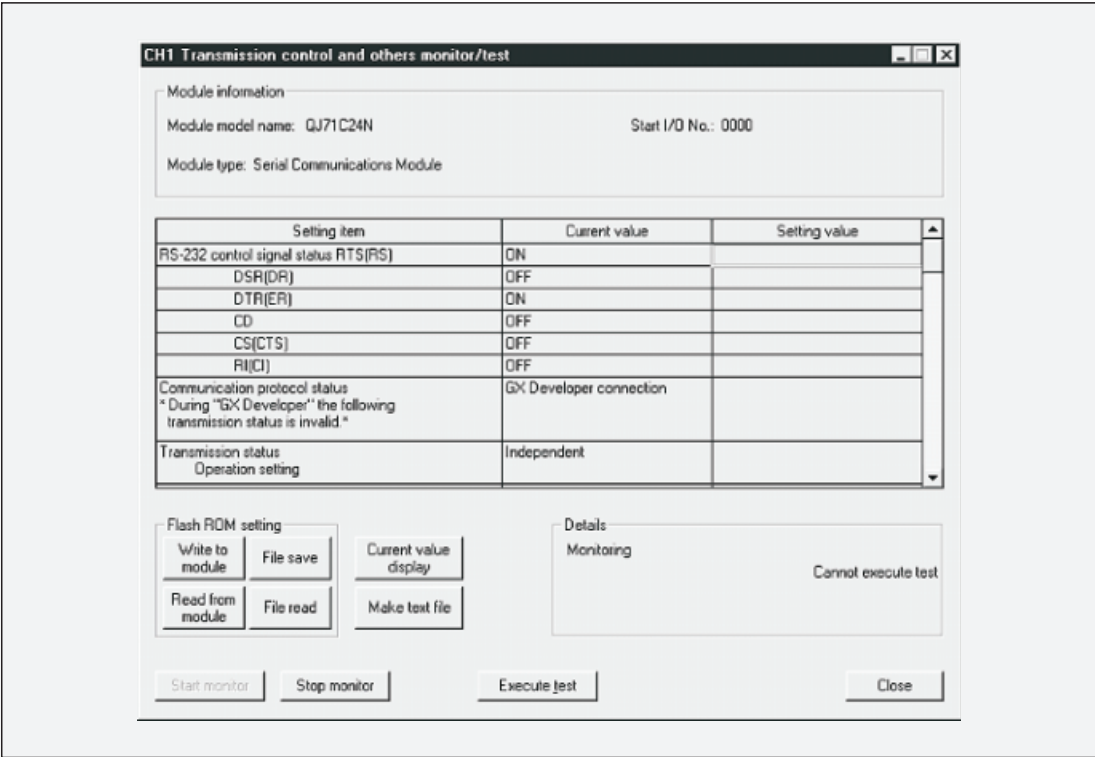 CH1 Transmission control and others monitor/test
Module information
Module model name: QJ71C24N
Start I/O No.: 0000
Module type: Serial Communications Module
Setting item Current value Setting value
RS-232 control signal status RTS(RS) ON
DSR(DR) OFF
DTR(ER) ON
CD OFF
CS(CTS) OFF
RI(CI) OFF
Communication protocol status GX Developer connection
* During "GX Developer" the following
transmission status is invalid.*
Transmission status Independent
Operation setting
Flash ROM setting
Write to
module
File save
Read from
module
File read
Current value
display
Make text file
Details
Monitoring
Cannot execute test
Start monitor
Stop monitor
Execute test
Close